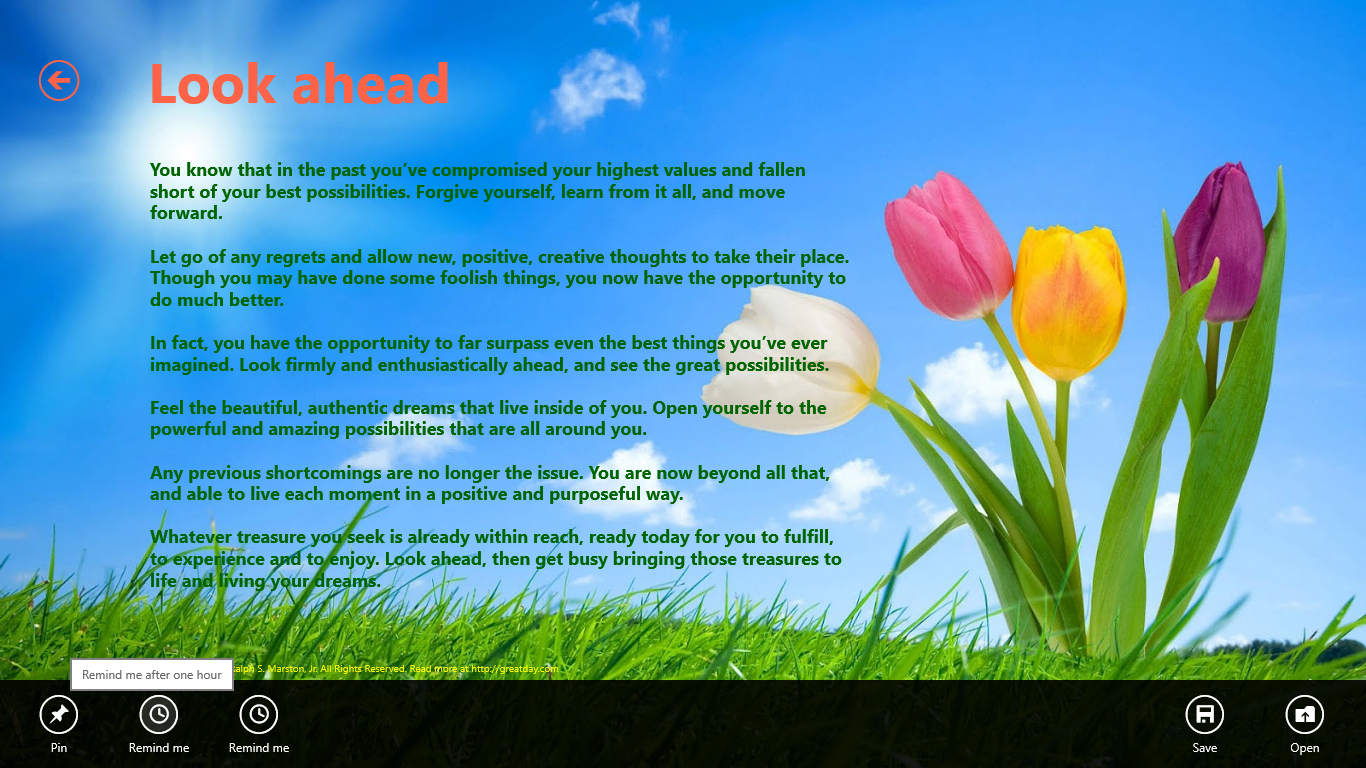 Look ahead
You know that in the past you've compromised your highest values and fallen
short of your best possibilities. Forgive yourself, learn from it all, and move
forward.
Let go of any regrets and allow new, positive, creative thoughts to take their place.
Though you may have done some foolish things, you now have the opportunity to
do much better.
In fact, you have the opportunity to far surpass even the best things you've ever
imagined. Look firmly and enthusiastically ahead, and see the great possibilities.
Feel the beautiful, authentic dreams that live inside of you. Open yourself to the
powerful and amazing possibilities that are all around you.
Any previous shortcomings are no longer the issue. You are now beyond all that,
and able to live each moment in a positive and purposeful way.
Whatever treasure you seek is already within reach, ready today for you to fulfill,
to experience and to enjoy. Look ahead, then get busy bringing those treasures to
life and living your dreams.
S. Marston, Jr. All Rights Reserved. Read more at http://greatday.com
Remind me after one hour
Pin
Remind me
Remind me
Save
Open